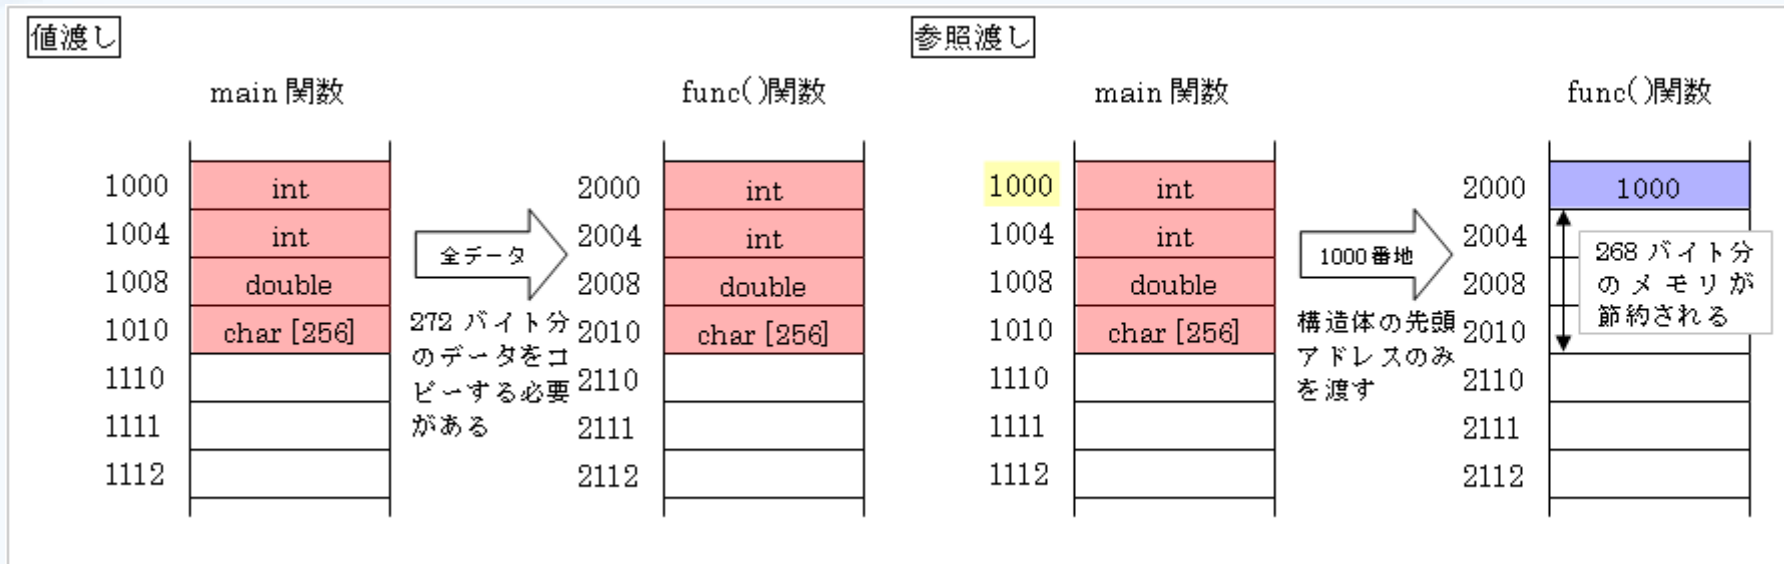 値渡し
main 関数
func()関数
1000
int
1004
int
1008
double
1010
char [256]
1110
1111
1112
全データ
272 バイト分
のデータをコ
ピーする必要
がある
2000
int
2004
int
2008
double
2010
char [256]
2110
2111
2112
参照渡し
main 関数
func()関数
1000
int
1004
int
1008
double
1010
char [256]
1110
1111
1112
1000番地
構造体の先頭
アドレスのみ
を渡す
2000
1000
2004
2008
2010
2110
2111
2112
268 バイト分
のメモリが
節約される